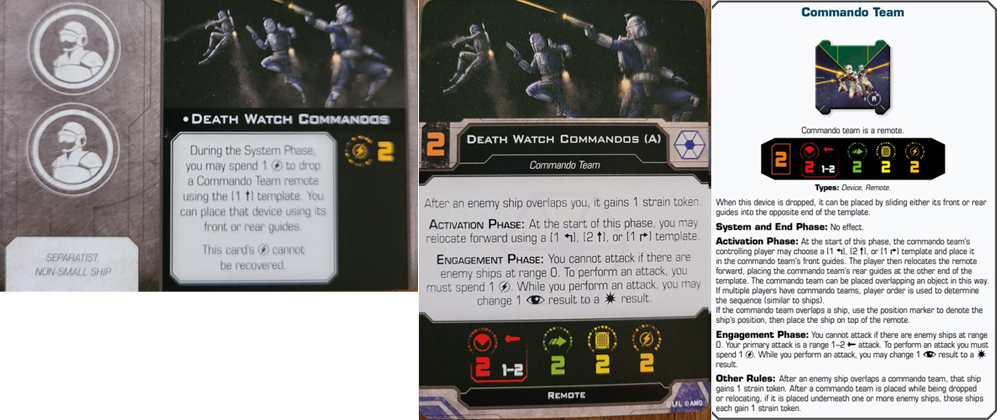 • DEATH WATCH COMMANDOS
2
During the System Phase,
you may spend 1 to drop
a Commando Team remote
using the [1 ] template. You
can place that device using its
front or rear guides.
This card's cannot
be recovered.
SEPARATIST,
NON-SMALL SHIP
2
DEATH WATCH COMMANDOS (A)
Commando Team
After an enemy ship overlaps you, it gains 1 strain token.
ACTIVATION PHASE: At the start of this phase, you may
relocate forward using a [1 ], [2 ], or [1 ] template.
ENGAGEMENT PHASE: You cannot attack if there are
enemy ships at range 0. To perform an attack, you
must spend 1 . While you perform an attack, you may
change 1 result to a result.
2 1-2 2 2 2
REMOTE
©LFL ©AMG
Commando Team
Commando team is a remote.
2 2 1-2 2 2 2
Types: Device, Remote.
When this device is dropped, it can be placed by sliding either its front or rear
guides into the opposite end of the template.
System and End Phase: No effect.
Activation Phase: At the start of this phase, the commando team's
controlling player may choose a [1 ], [2 ], or [1 ] template and place it
in the commando team's front guides. The player then relocates the remote
forward, placing the commando team's rear guides at the other end of the
template. The commando team can be placed overlapping an object in this way.
If multiple players have commando teams, player order is used to determine
the sequence (similar to ships).
If the commando team overlaps a ship, use the position marker to denote the
ship's position, then place the ship on top of the remote.
Engagement Phase: You cannot attack if there are enemy ships at range
0. Your primary attack is a range 1-2 attack. To perform an attack you must
spend 1 . While you perform an attack, you may change 1 result to a
result.
Other Rules: After an enemy ship overlaps a commando team, that ship
gains 1 strain token. After a commando team is placed while being dropped
or relocating, if it is placed underneath one or more enemy ships, those ships
each gain 1 strain token.